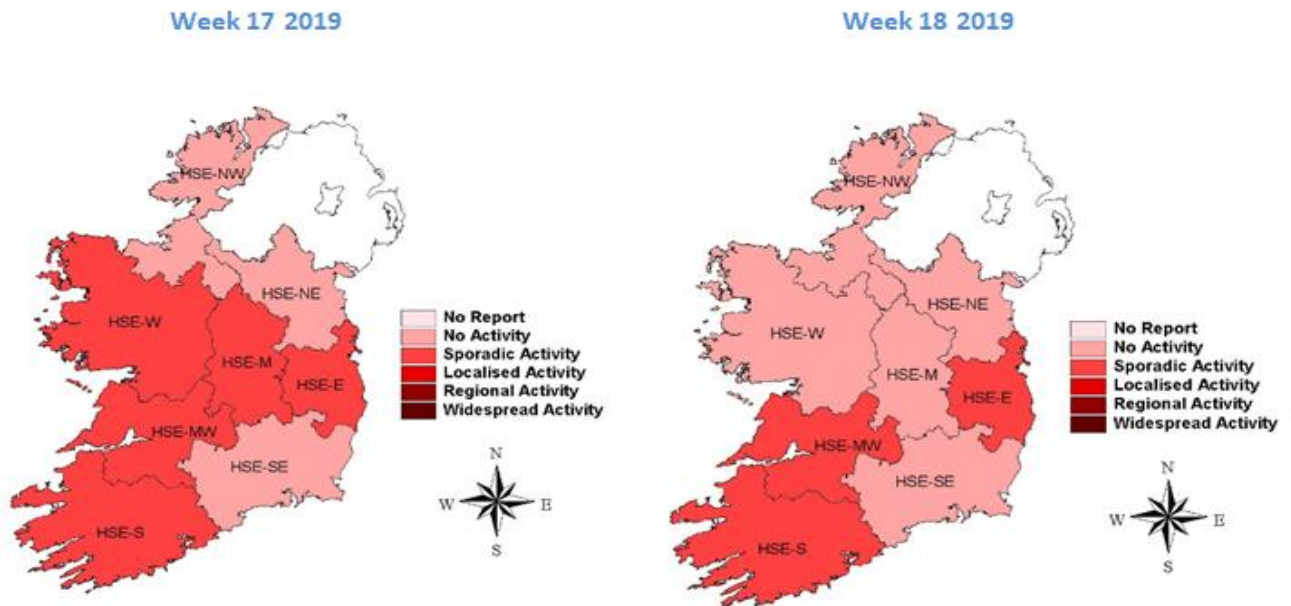 Week 17 2019
HSE-NW
HSE-NE
HSE-W
HSE-M
HSE-E
HSE-MW
HSE-SE
HSE-S
No Report
No Activity
Sporadic Activity
Localised Activity
Regional Activity
Widespread Activity
N
W E
S
Week 18 2019
HSE-NW
HSE-NE
HSE-W
HSE-M
HSE-E
HSE-MW
HSE-SE
HSE-S
No Report
No Activity
Sporadic Activity
Localised Activity
Regional Activity
Widespread Activity
N
W E
S